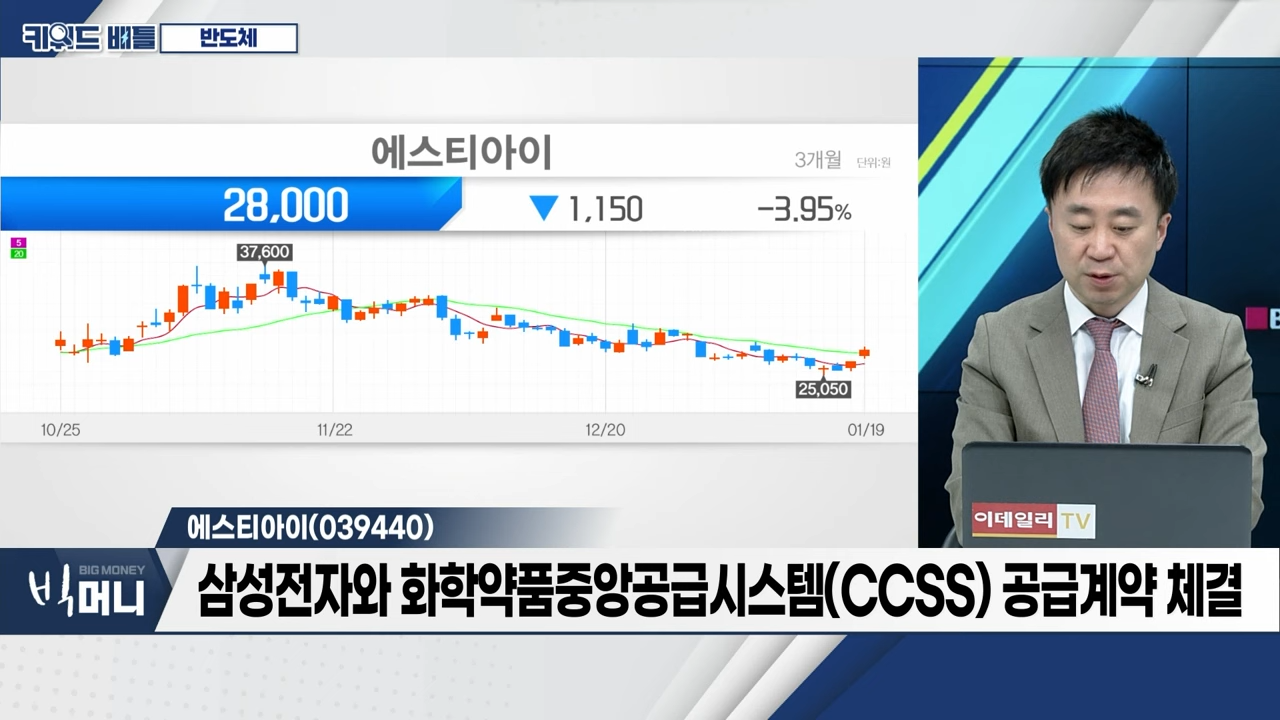 키워드 배틀
반도체
에스티아이
3개월 단위:원
28,000 ▼1,150 -3.95%
5
20
37,600
25,050
10/25 11/22 12/20 01/19
이데일리 TV
에스티아이(039440)
BIG MONEY
빅머니
삼성전자와 화학약품중앙공급시스템(CCSS) 공급계약 체결